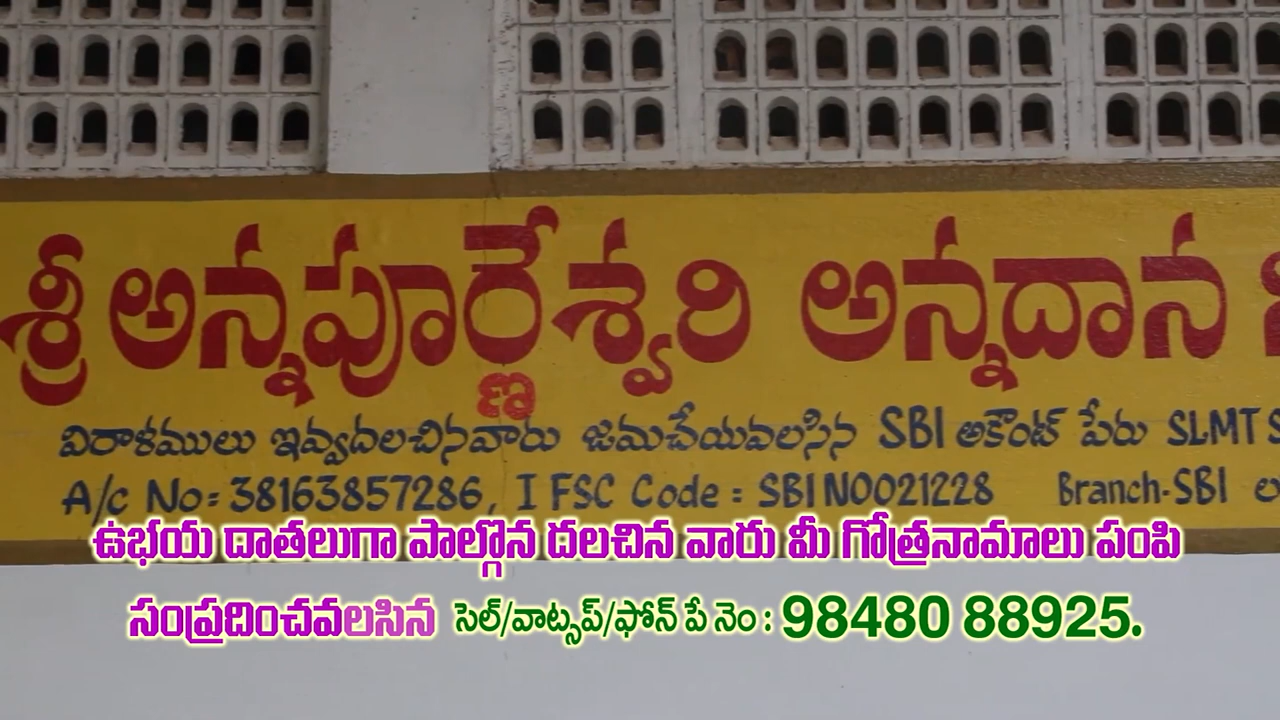 శ్రీ అన్నపూర్ణేశ్వరి అన్నదాన
విరాళములు ఇవ్వదలచినవారు జమచేయవలసిన SBI అకౌంట్ పేరు SLMT
A/c No: 38163857286, I FSC Code : SBIN0021228 Branch-SBI
ఉభయ దాతలుగా పాల్గొన దలచిన వారు మీ గోత్రనామాలు పంపి
సంప్రదించవలసిన సెల్/వాట్సప్/ఫోన్ పే నెం : 98480 88925.